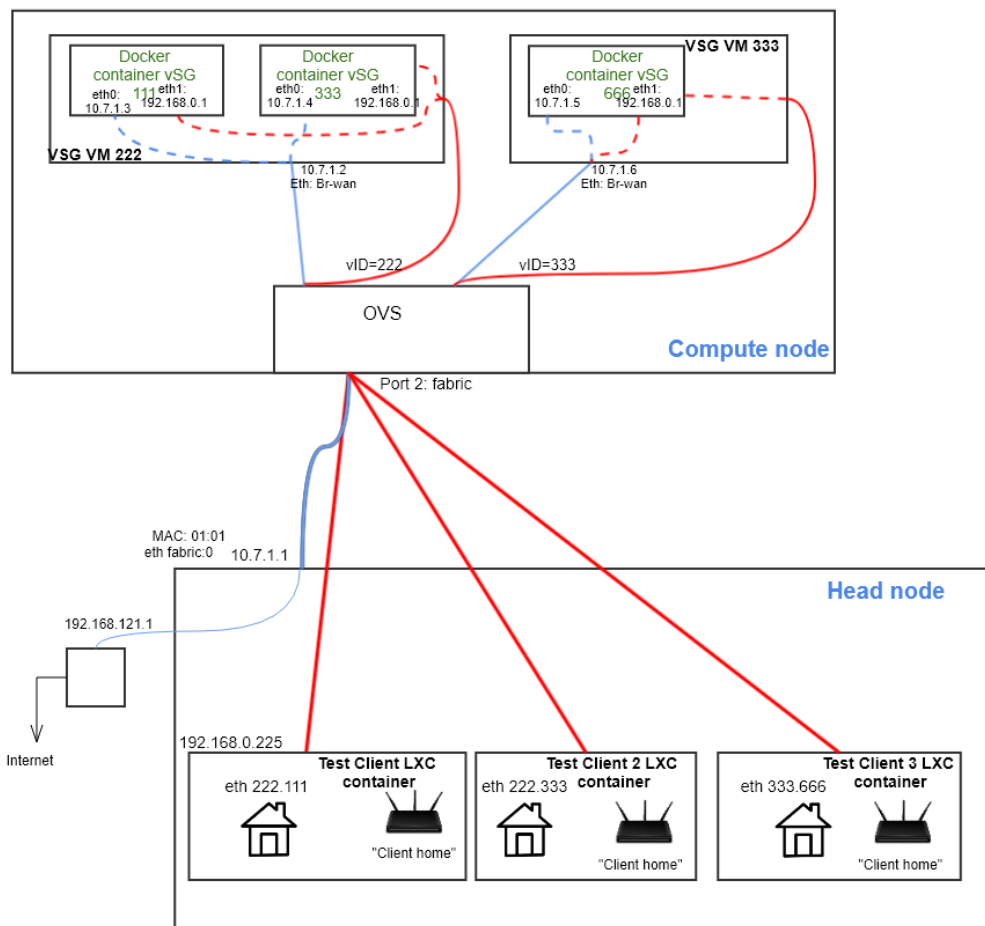 VSG VM 333
Docker
container vSG
111
eth0:
10.7.1.3
eth1:
192.168.0.1
Docker
container vSG
333
eth0:
10.7.1.4
eth1:
192.168.0.1
Docker
container vSG
666
eth0:
10.7.1.5
eth1:
192.168.0.1
VSG VM 222
10.7.1.2
Eth: Br-wan
10.7.1.6
Eth: Br-wan
vID=222
vID=333
OVS
Compute node
Port 2: fabric
MAC: 01:01
eth fabric:0
10.7.1.1
Head node
192.168.121.1
Internet
192.168.0.225
Test Client LXC
container
eth 222.111
"Client home"
Test Client 2 LXC
container
eth 222.333
"Client home"
Test Client 3 LXC
container
eth 333.666
"Client home"